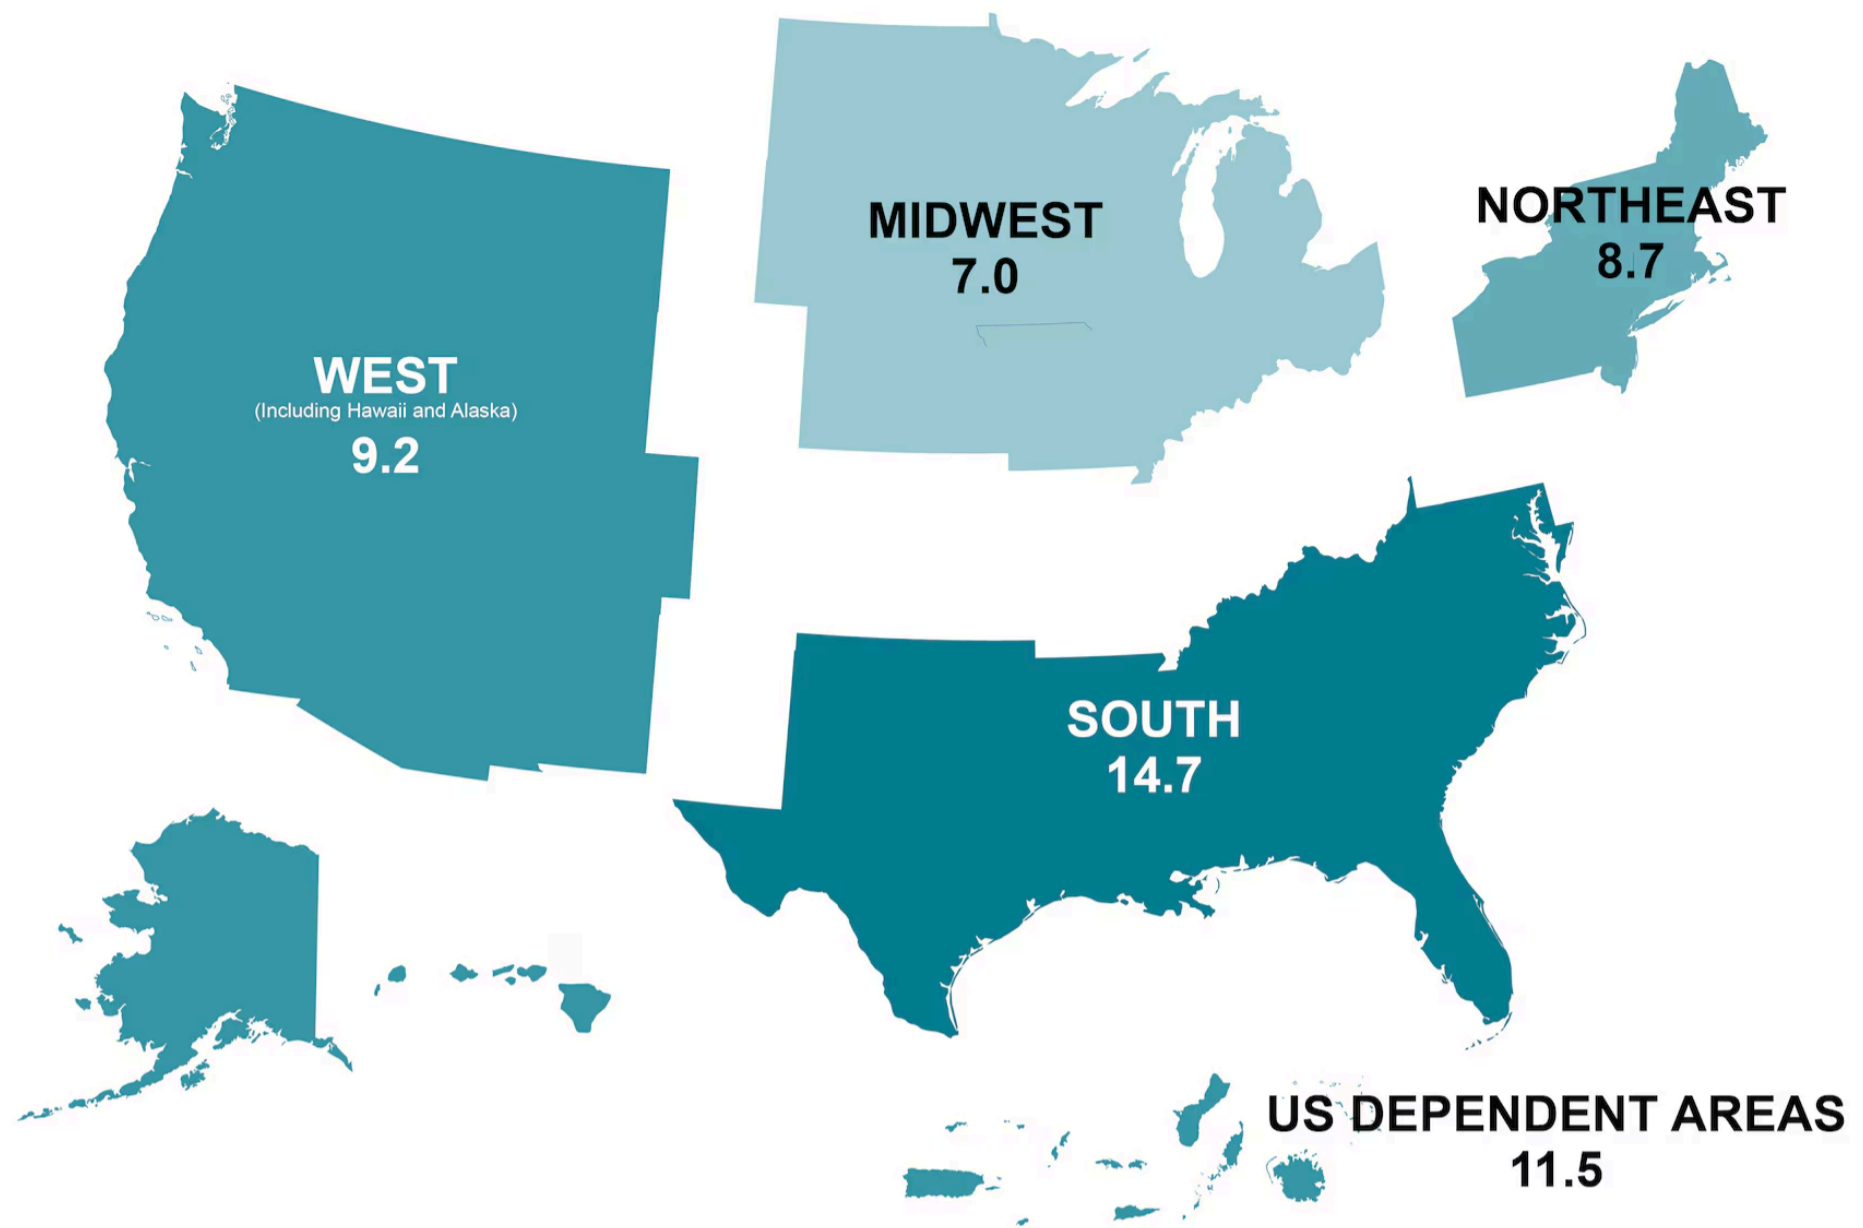 MIDWEST
7.0
NORTHEAST
8.7
WEST
(Including Hawaii and Alaska)
9.2
SOUTH
14.7
US DEPENDENT AREAS
11.5